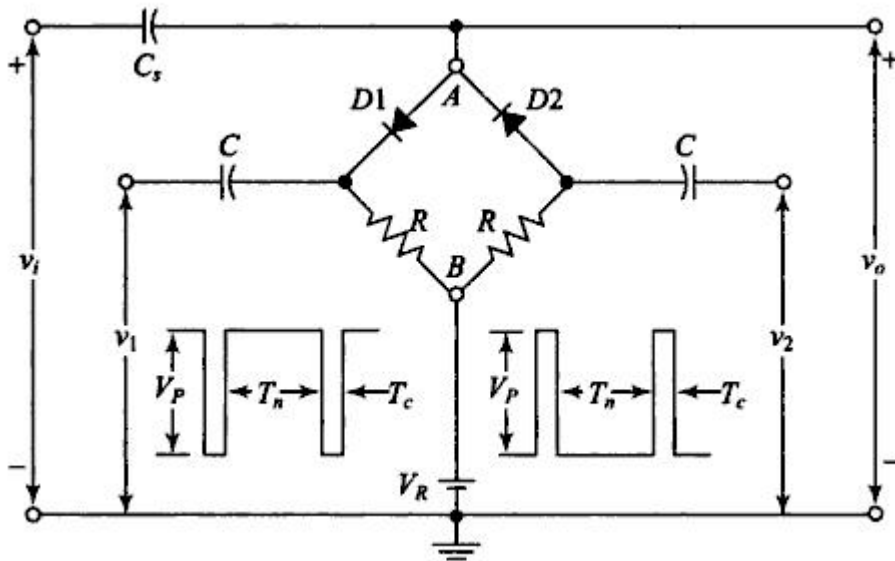 +
C_s
+
A
D1
D2
C
C
R
R
B
v_i
v_o
v_1
v_2
V_P
T_n
T_c
V_P
T_n
T_c
V_R
−
−